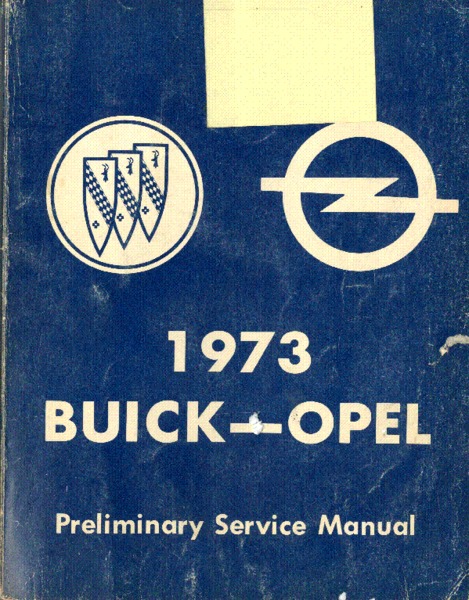 1973
BUICK—OPEL
Preliminary Service Manual